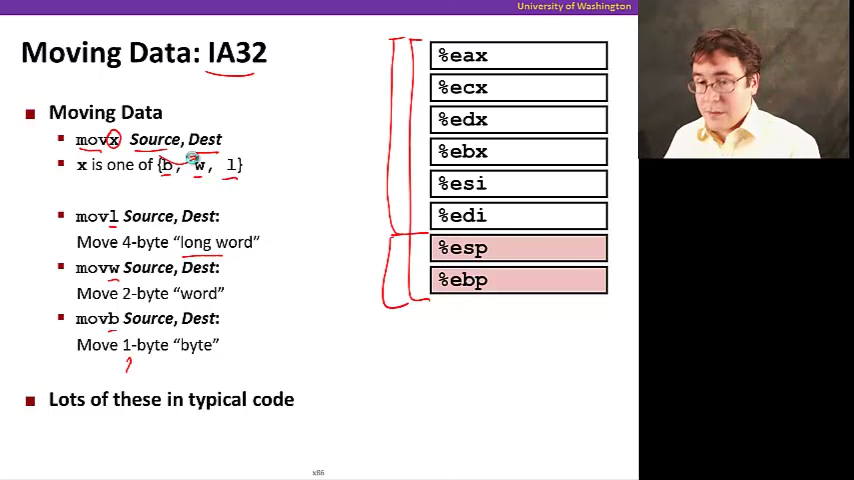 University of Washington
Moving Data: IA32
Moving Data
movx Source, Dest
x is one of {b, w, l}
movl Source, Dest:
Move 4-byte “long word”
movw Source, Dest:
Move 2-byte “word”
movb Source, Dest:
Move 1-byte “byte”
Lots of these in typical code
%eax
%ecx
%edx
%ebx
%esi
%edi
%esp
%ebp
x86